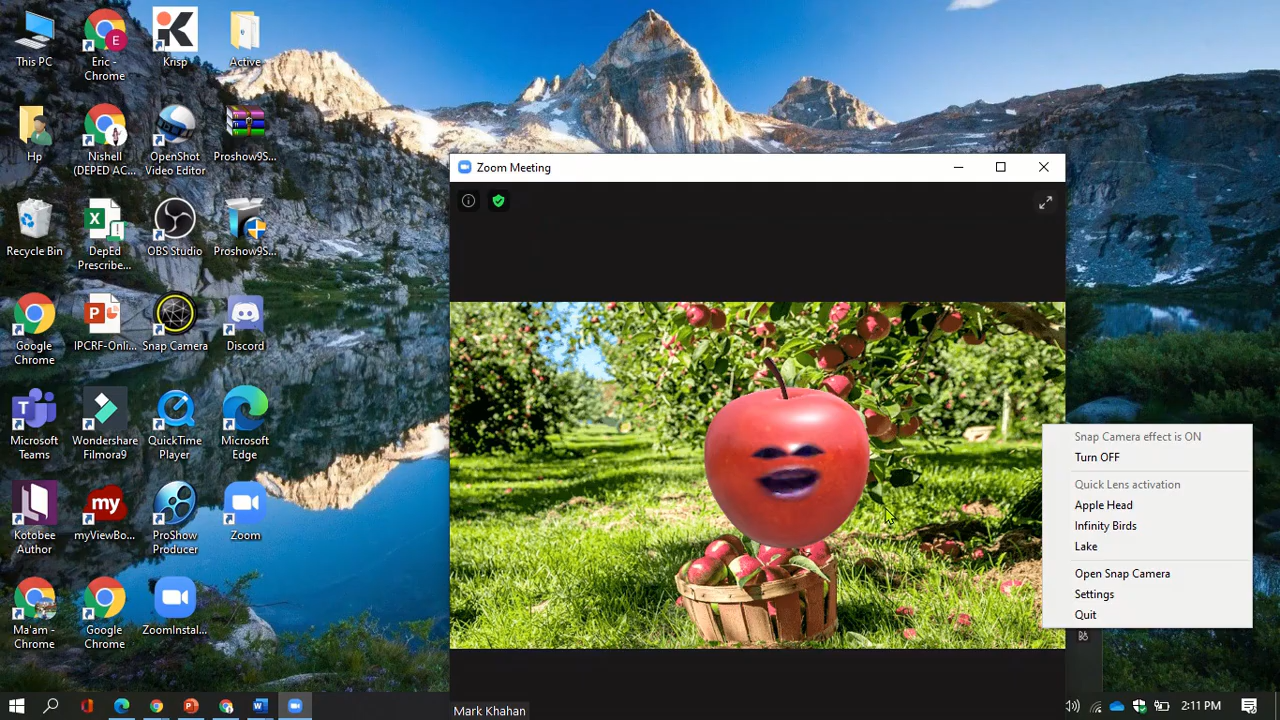 This PC
Eric -
Chrome
Krisp
Active
Hp
Nishell
(DEPED AC...
OpenShot
Video Editor
Proshow9S...
Recycle Bin
DepEd
Prescribe...
OBS Studio
Proshow9S...
Google
Chrome
IPCRF-Onli...
Snap Camera
Discord
Microsoft
Teams
Wondershare
Filmora9
QuickTime
Player
Microsoft
Edge
Kotobee
Author
my
myViewBo...
ProShow
Producer
Zoom
Ma'am -
Chrome
Google
Chrome
ZoomInstal...
Zoom Meeting
Mark Khahan
Snap Camera effect is ON
Turn OFF
Quick Lens activation
Apple Head
Infinity Birds
Lake
Open Snap Camera
Settings
Quit
2:11 PM